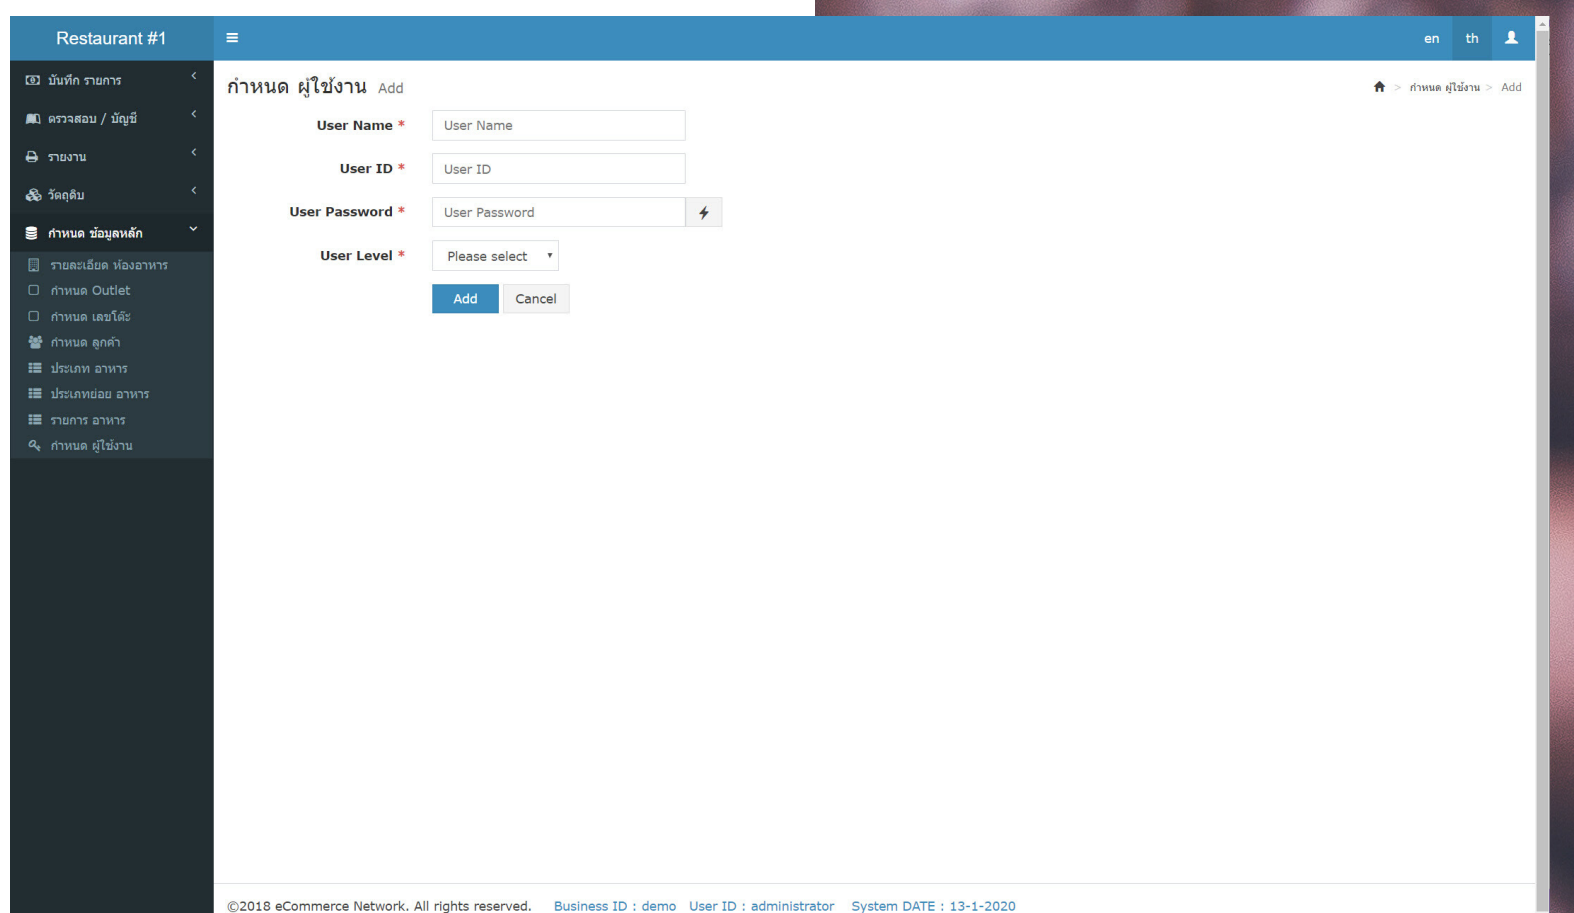 Restaurant #1
en th
บันทึก รายการ
ตรวจสอบ / บัญชี
รายงาน
วัตถุดิบ
กำหนด ข้อมูลหลัก
รายละเอียด ห้องอาหาร
กำหนด Outlet
กำหนด เลขโต๊ะ
กำหนด ลูกค้า
ประเภท อาหาร
ประเภทย่อย อาหาร
รายการ อาหาร
กำหนด ผู้ใช้งาน
กำหนด ผู้ใช้งาน Add
> กำหนด ผู้ใช้งาน > Add
User Name * User Name
User ID * User ID
User Password * User Password
User Level * Please select
Add Cancel
©2018 eCommerce Network. All rights reserved. Business ID : demo User ID : administrator System DATE : 13-1-2020